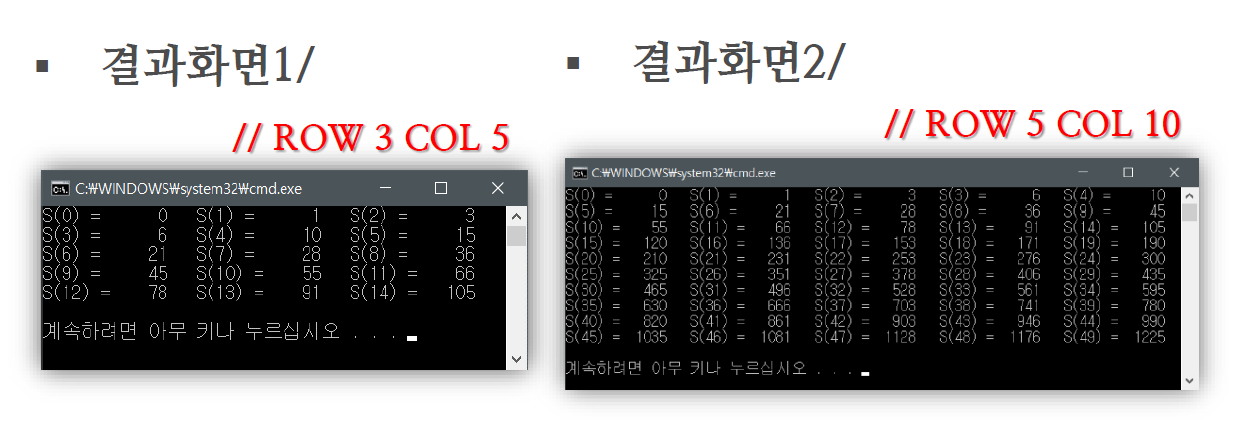 ▪ 결과화면1/
// ROW 3 COL 5
C:\. C:₩WINDOWS₩system32₩cmd.exe
S(0) = 0 S(1) = 1 S(2) = 3
S(3) = 6 S(4) = 10 S(5) = 15
S(6) = 21 S(7) = 28 S(8) = 36
S(9) = 45 S(10) = 55 S(11) = 66
S(12) = 78 S(13) = 91 S(14) = 105
계속하려면 아무 키나 누르십시오 . . .
▪ 결과화면2/
// ROW 5 COL 10
C:\. C:₩WINDOWS₩system32₩cmd.exe
S(0) = 0 S(1) = 1 S(2) = 3 S(3) = 6 S(4) = 10
S(5) = 15 S(6) = 21 S(7) = 28 S(8) = 36 S(9) = 45
S(10) = 55 S(11) = 66 S(12) = 78 S(13) = 91 S(14) = 105
S(15) = 120 S(16) = 136 S(17) = 153 S(18) = 171 S(19) = 190
S(20) = 210 S(21) = 231 S(22) = 253 S(23) = 276 S(24) = 300
S(25) = 325 S(26) = 351 S(27) = 378 S(28) = 406 S(29) = 435
S(30) = 465 S(31) = 496 S(32) = 528 S(33) = 561 S(34) = 595
S(35) = 630 S(36) = 666 S(37) = 703 S(38) = 741 S(39) = 780
S(40) = 820 S(41) = 861 S(42) = 903 S(43) = 946 S(44) = 990
S(45) = 1035 S(46) = 1081 S(47) = 1128 S(48) = 1176 S(49) = 1225
계속하려면 아무 키나 누르십시오 . . .